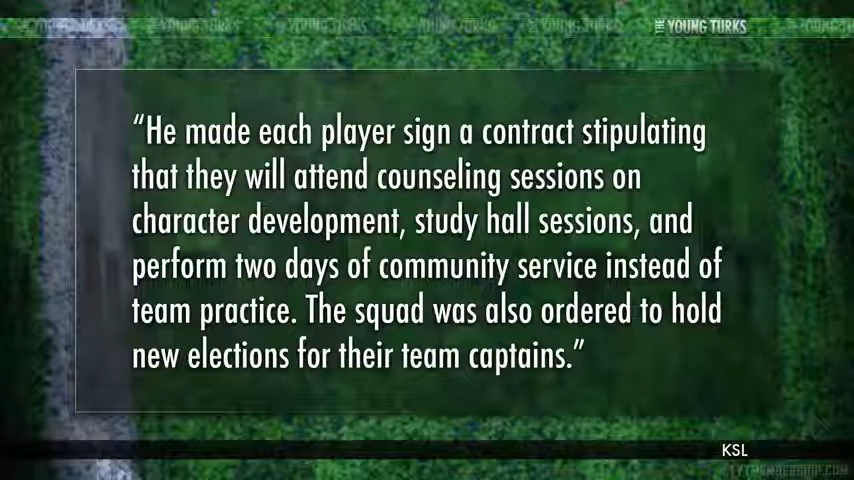 THE YOUNG TURKS
“He made each player sign a contract stipulating
that they will attend counseling sessions on
character development, study hall sessions, and
perform two days of community service instead of
team practice. The squad was also ordered to hold
new elections for their team captains.”
KSL